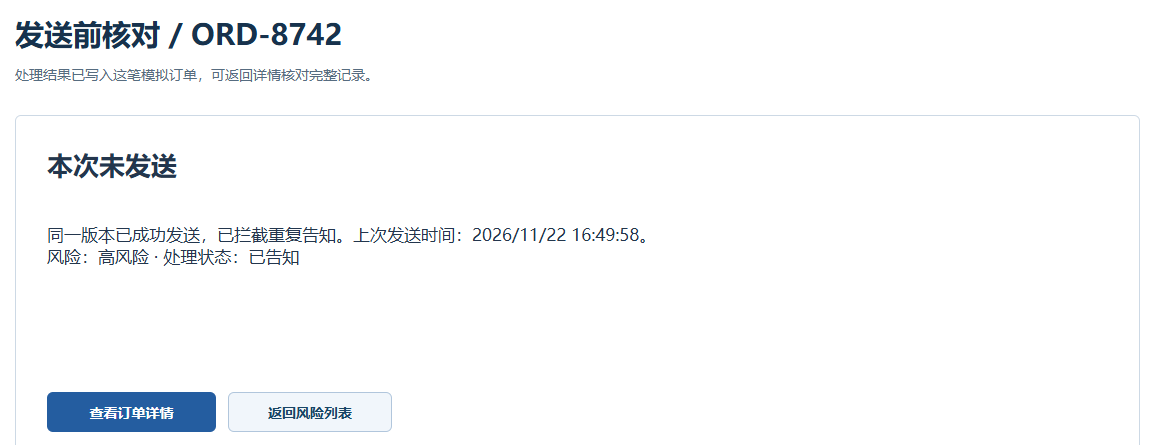 发送前核对 / ORD-8742
处理结果已写入这笔模拟订单，可返回详情核对完整记录。
本次未发送
同一版本已成功发送，已拦截重复告知。上次发送时间：2026/11/22 16:49:58。
风险：高风险 · 处理状态：已告知
查看订单详情
返回风险列表